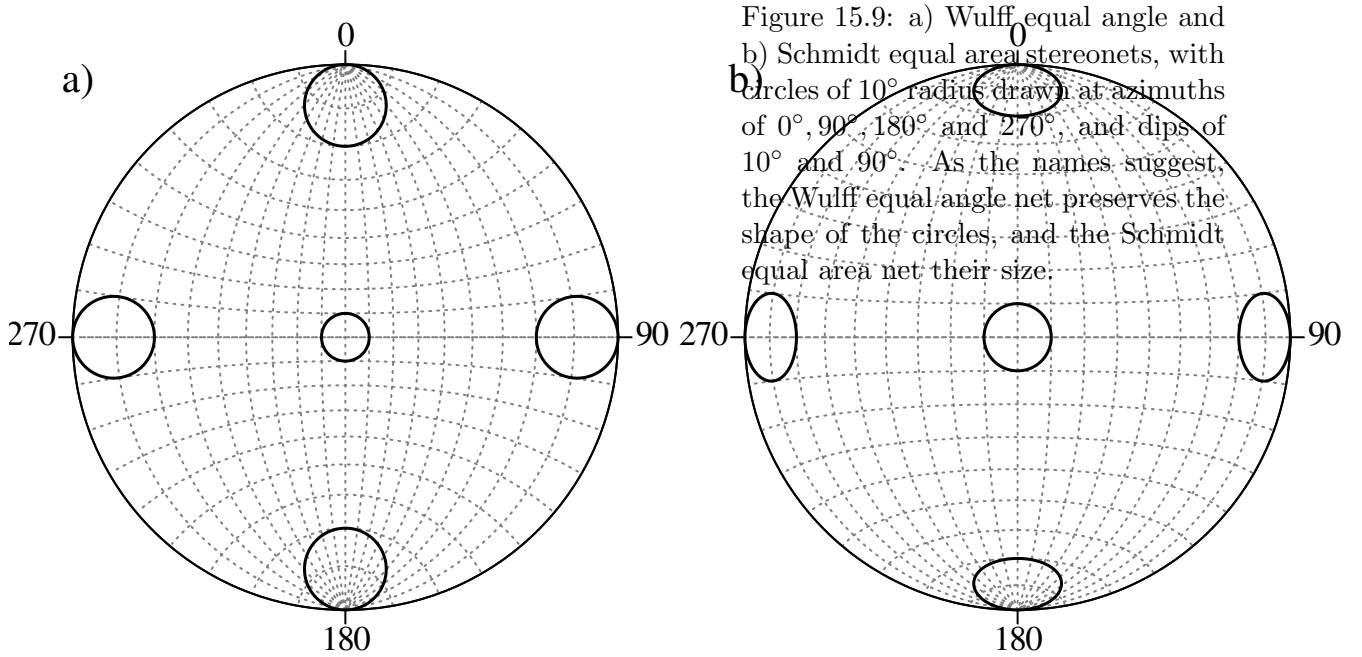 a)
0
270
90
180
b)
0
270
90
180
Figure 15.9: a) Wulff equal angle and
b) Schmidt equal area stereonets, with
circles of 10° radius drawn at azimuths
of 0°, 90°, 180° and 270°, and dips of
10° and 90°. As the names suggest,
the Wulff equal angle net preserves the
shape of the circles, and the Schmidt
equal area net their size.